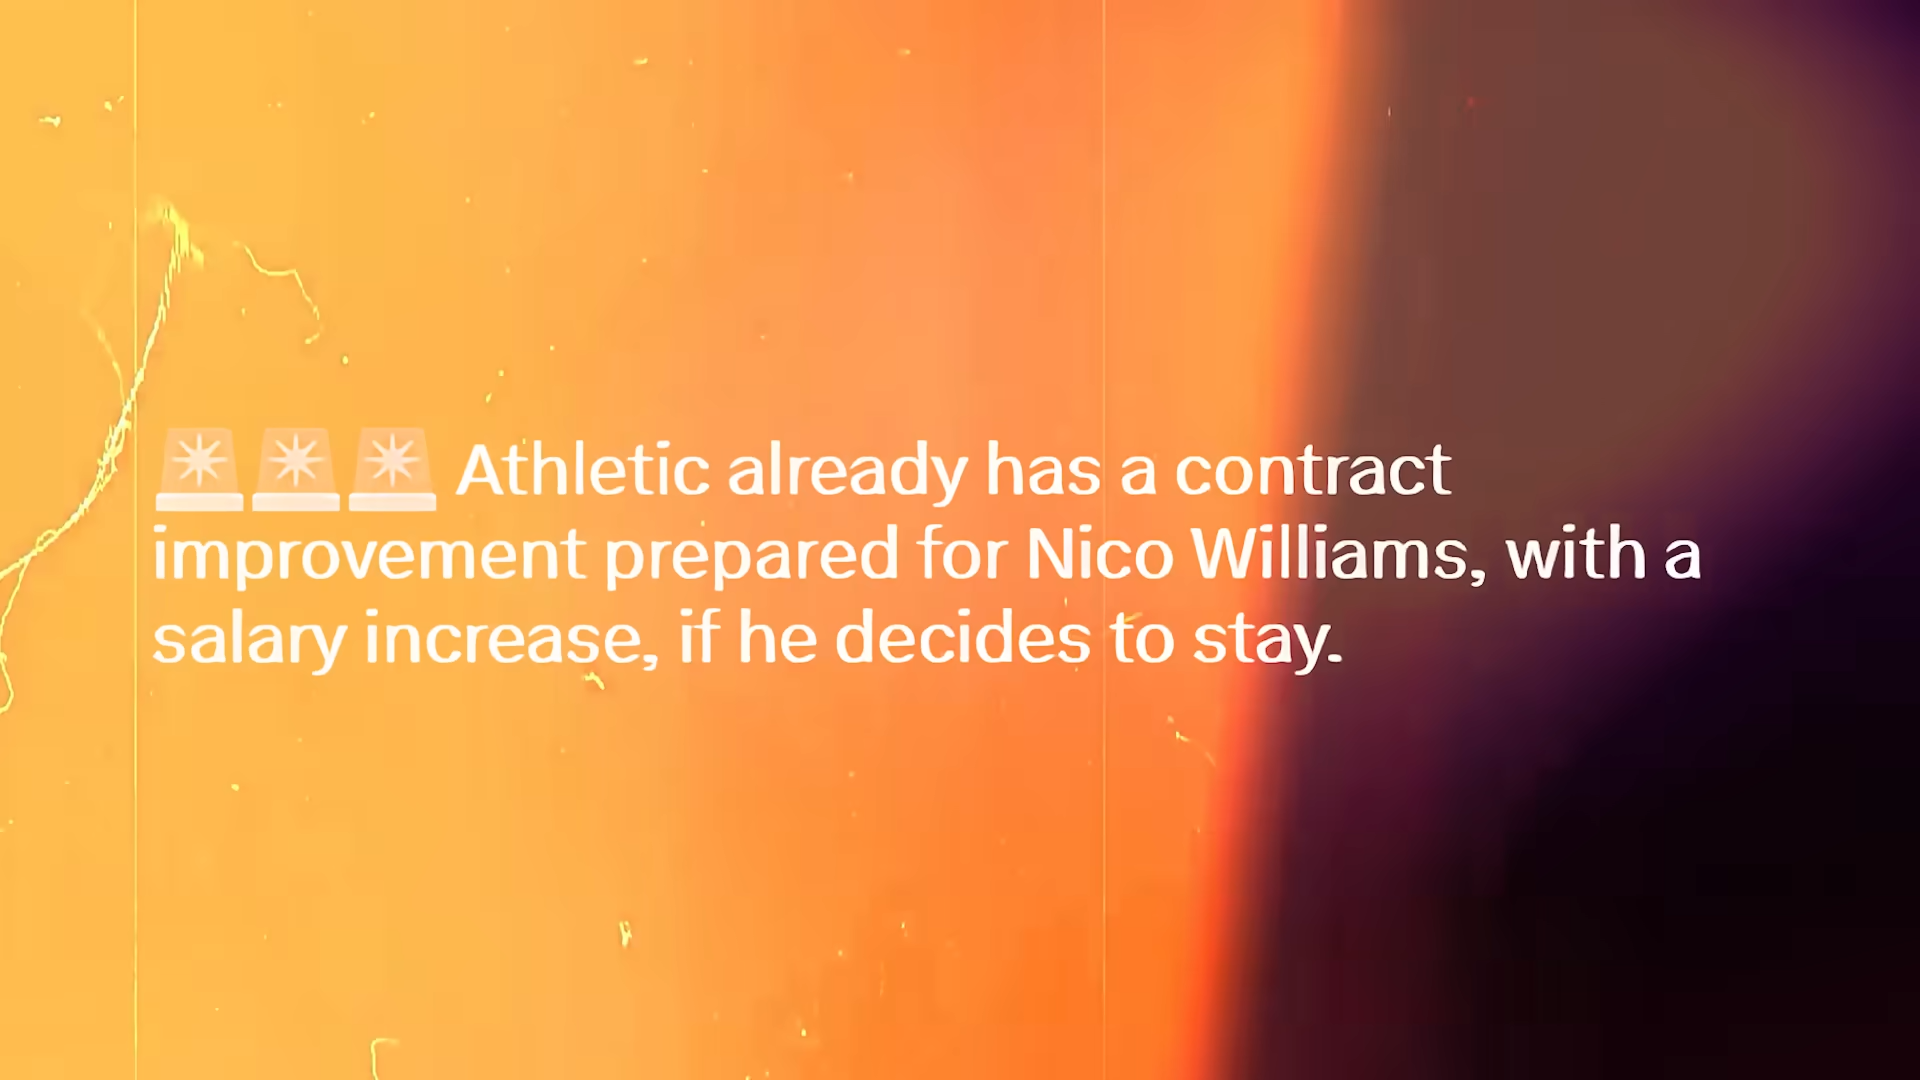 🚨🚨🚨 Athletic already has a contract
improvement prepared for Nico Williams, with a
salary increase, if he decides to stay.